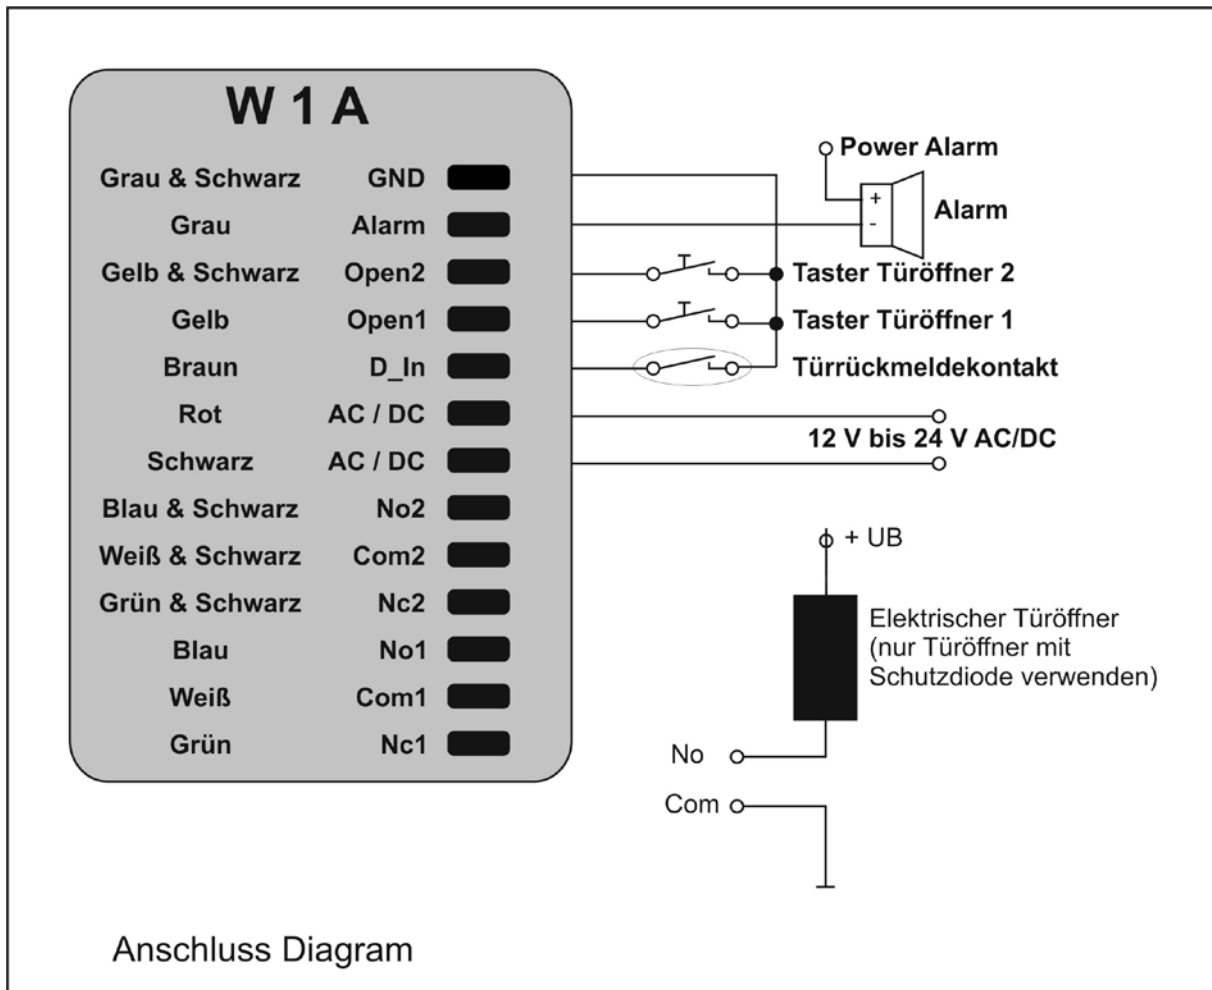 W 1 A
Grau & Schwarz GND
Grau Alarm
Gelb & Schwarz Open2
Gelb Open1
Braun D_In
Rot AC / DC
Schwarz AC / DC
Blau & Schwarz No2
Weiß & Schwarz Com2
Grün & Schwarz Nc2
Blau No1
Weiß Com1
Grün Nc1
Power Alarm
+
-
Alarm
Taster Türöffner 2
Taster Türöffner 1
Türrückmeldekontakt
12 V bis 24 V AC/DC
+ UB
Elektrischer Türöffner
(nur Türöffner mit
Schutzdiode verwenden)
No
Com
Anschluss Diagram